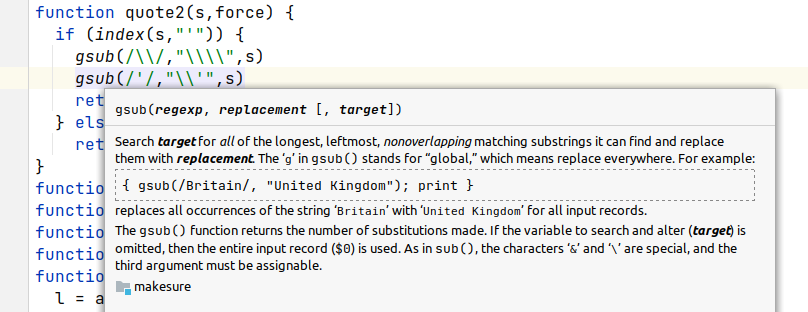 function quote2(s,force) {
if (index(s,"'")) {
gsub(/\\/,"\\\\",s)
gsub(/'/,"\\'",s)
ret
gsub(regexp, replacement [, target])
} els
Search target for all of the longest, leftmost, nonoverlapping matching substrings it can find and replace
ret
them with replacement. The ‘g’ in gsub() stands for “global,” which means replace everywhere. For example:
}
{ gsub(/Britain/, "United Kingdom"); print }
functio
replaces all occurrences of the string ‘Britain’ with ‘United Kingdom’ for all input records.
functio
The gsub() function returns the number of substitutions made. If the variable to search and alter (target) is
functio
omitted, then the entire input record ($0) is used. As in sub(), the characters ‘&’ and ‘\’ are special, and the
functio
third argument must be assignable.
functio
makesure
l = a